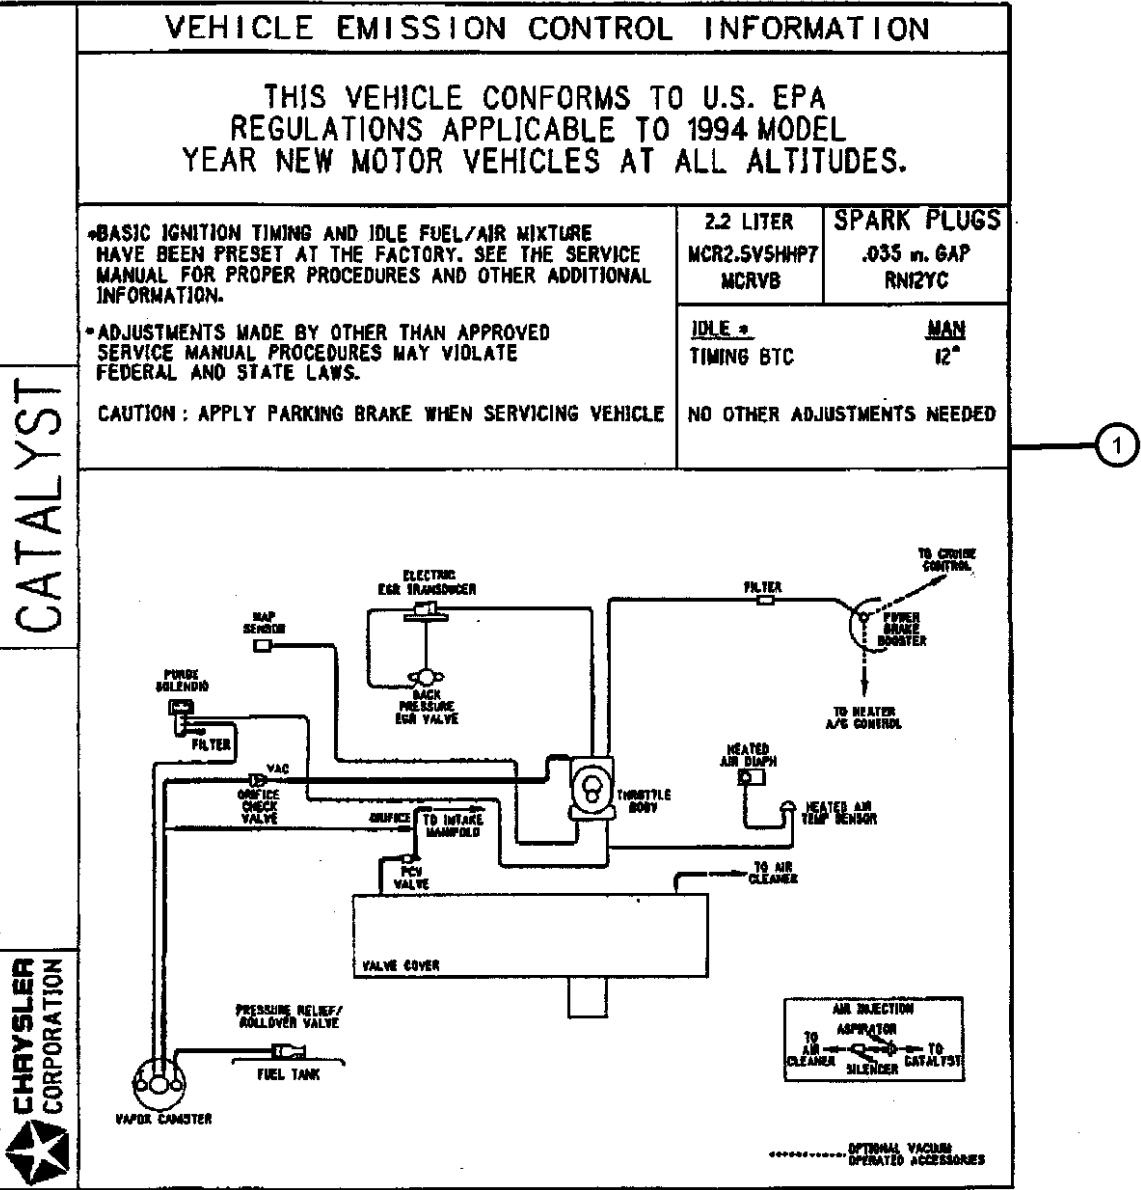 VEHICLE EMISSION CONTROL INFORMATION
THIS VEHICLE CONFORMS TO U.S. EPA
REGULATIONS APPLICABLE TO 1994 MODEL
YEAR NEW MOTOR VEHICLES AT ALL ALTITUDES.
*BASIC IGNITION TIMING AND IDLE FUEL/AIR MIXTURE
HAVE BEEN PRESET AT THE FACTORY. SEE THE SERVICE
MANUAL FOR PROPER PROCEDURES AND OTHER ADDITIONAL
INFORMATION.
*ADJUSTMENTS MADE BY OTHER THAN APPROVED
SERVICE MANUAL PROCEDURES MAY VIOLATE
FEDERAL AND STATE LAWS.
CAUTION : APPLY PARKING BRAKE WHEN SERVICING VEHICLE
2.2 LITER
MCR2.5V5HHP7
MCRVB
SPARK PLUGS
.035 in. GAP
RN12YC
IDLE * MAN
TIMING BTC 12°
NO OTHER ADJUSTMENTS NEEDED
1
CATALYST
TO CRUISE
CONTROL
ELECTRIC
EGR TRANSDUCER
FILTER
MAP
SENSOR
POWER
BRAKE
BOOSTER
PURGE
SOLENOID
BACK
PRESSURE
EGR VALVE
TO HEATER
A/C CONTROL
FILTER
HEATED
AIR DIAPH
VAC
ORIFICE
CHECK
VALVE
THROTTLE
BODY
HEATED AIR
TEMP SENSOR
ORIFICE
TO INTAKE
MANIFOLD
PCV
VALVE
TO AIR
CLEANER
VALVE COVER
CHRYSLER
CORPORATION
PRESSURE RELIEF/
ROLLOVER VALVE
FUEL TANK
VAPOR CANISTER
AIR INJECTION
ASPIRATOR
TO
AIR
CLEANER
SILENCER
TO
CATALYST
OPTIONAL VACUUM
OPERATED ACCESSORIES